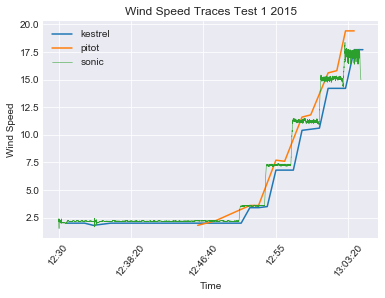 Wind Speed Traces Test 1 2015
kestrel
pitot
sonic
Wind Speed
20.0
17.5
15.0
12.5
10.0
7.5
5.0
2.5
12:30
12:38:20
12:46:40
12:55
13:03:20
Time